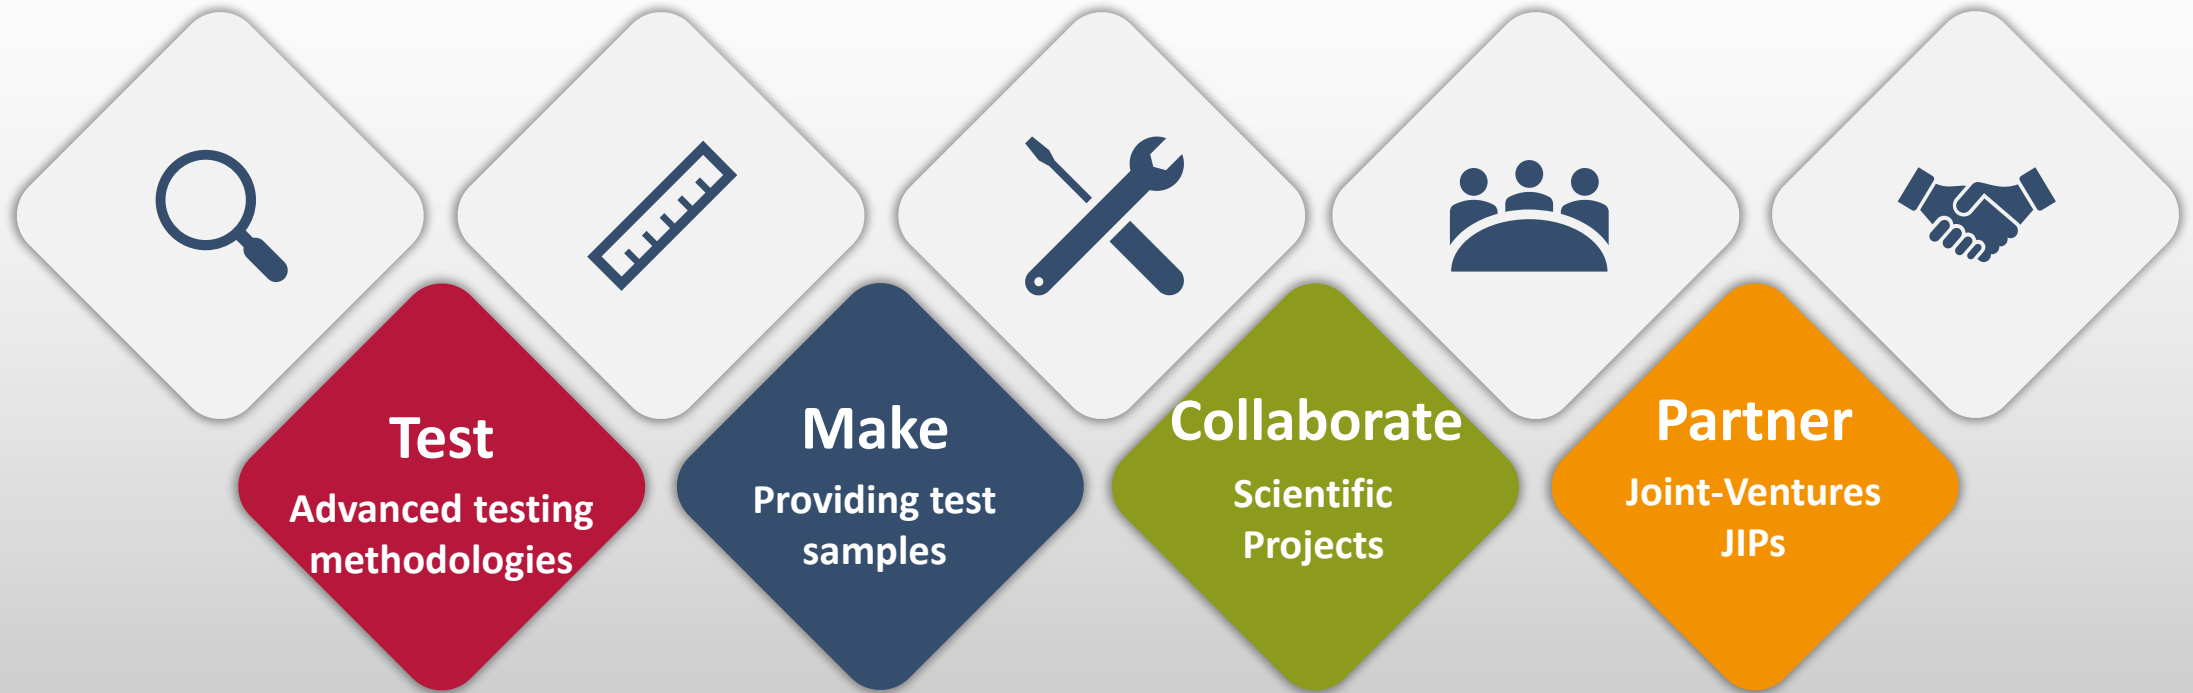 Test
Advanced testing
methodologies
Make
Providing test
samples
Collaborate
Scientific
Projects
Partner
Joint-Ventures
JIPs